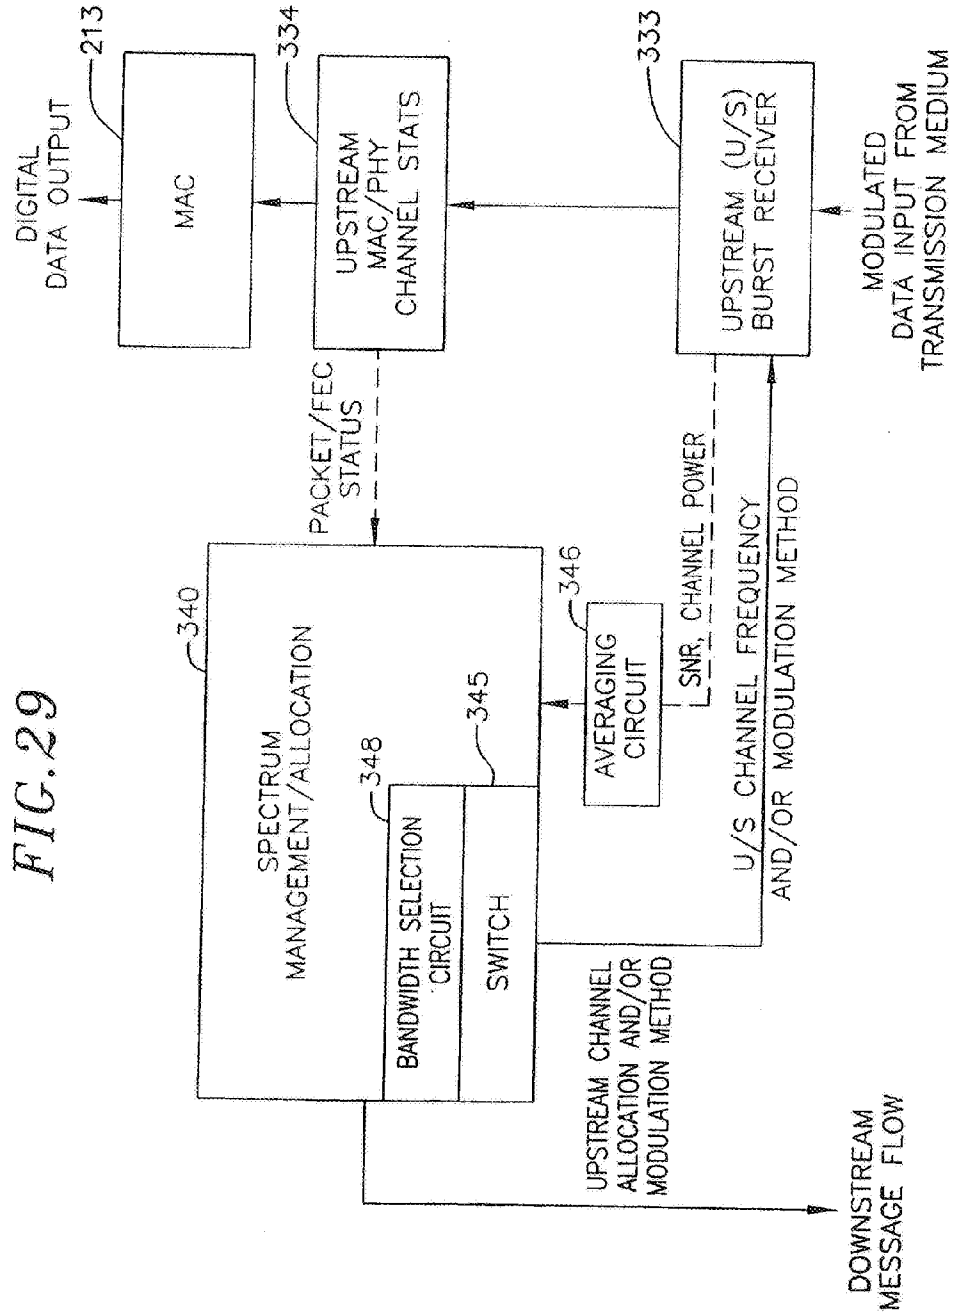 FIG.29
DIGITAL
DATA OUTPUT
213
MAC
334
UPSTREAM
MAC/PHY
CHANNEL STATS
PACKET/FEC
STATUS
340
SPECTRUM
MANAGEMENT/ALLOCATION
348
BANDWIDTH SELECTION
CIRCUIT
345
SWITCH
346
AVERAGING
CIRCUIT
SNR, CHANNEL POWER
333
UPSTREAM (U/S)
BURST RECEIVER
U/S CHANNEL FREQUENCY
AND/OR MODULATION METHOD
MODULATED
DATA INPUT FROM
TRANSMISSION MEDIUM
UPSTREAM CHANNEL
ALLOCATION AND/OR
MODULATION METHOD
DOWNSTREAM
MESSAGE FLOW